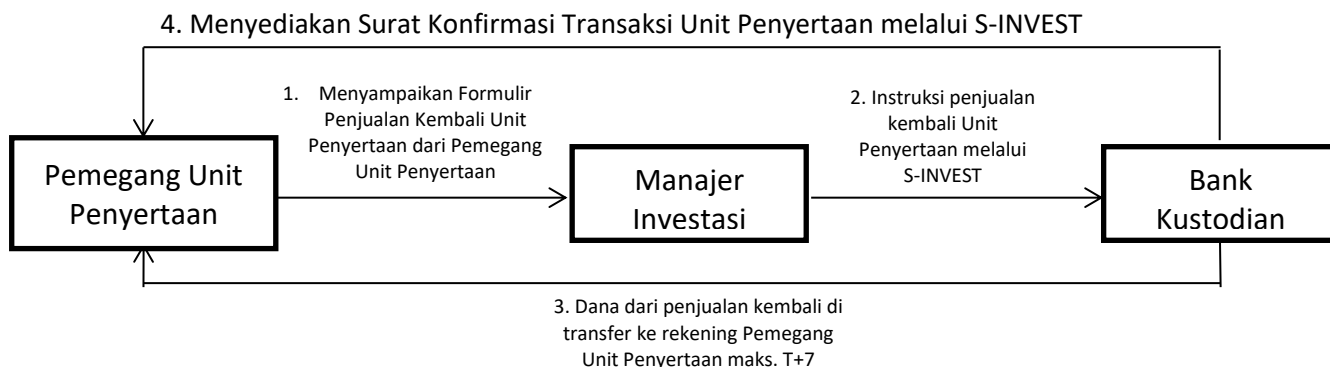 4. Menyediakan Surat Konfirmasi Transaksi Unit Penyertaan melalui S-INVEST
1. Menyampaikan Formulir
Penjualan Kembali Unit
Penyertaan dari Pemegang
Unit Penyertaan
2. Instruksi penjualan
kembali Unit
Penyertaan melalui
S-INVEST
Pemegang Unit
Penyertaan
Manajer
Investasi
Bank
Kustodian
3. Dana dari penjualan kembali di
transfer ke rekening Pemegang
Unit Penyertaan maks. T+7